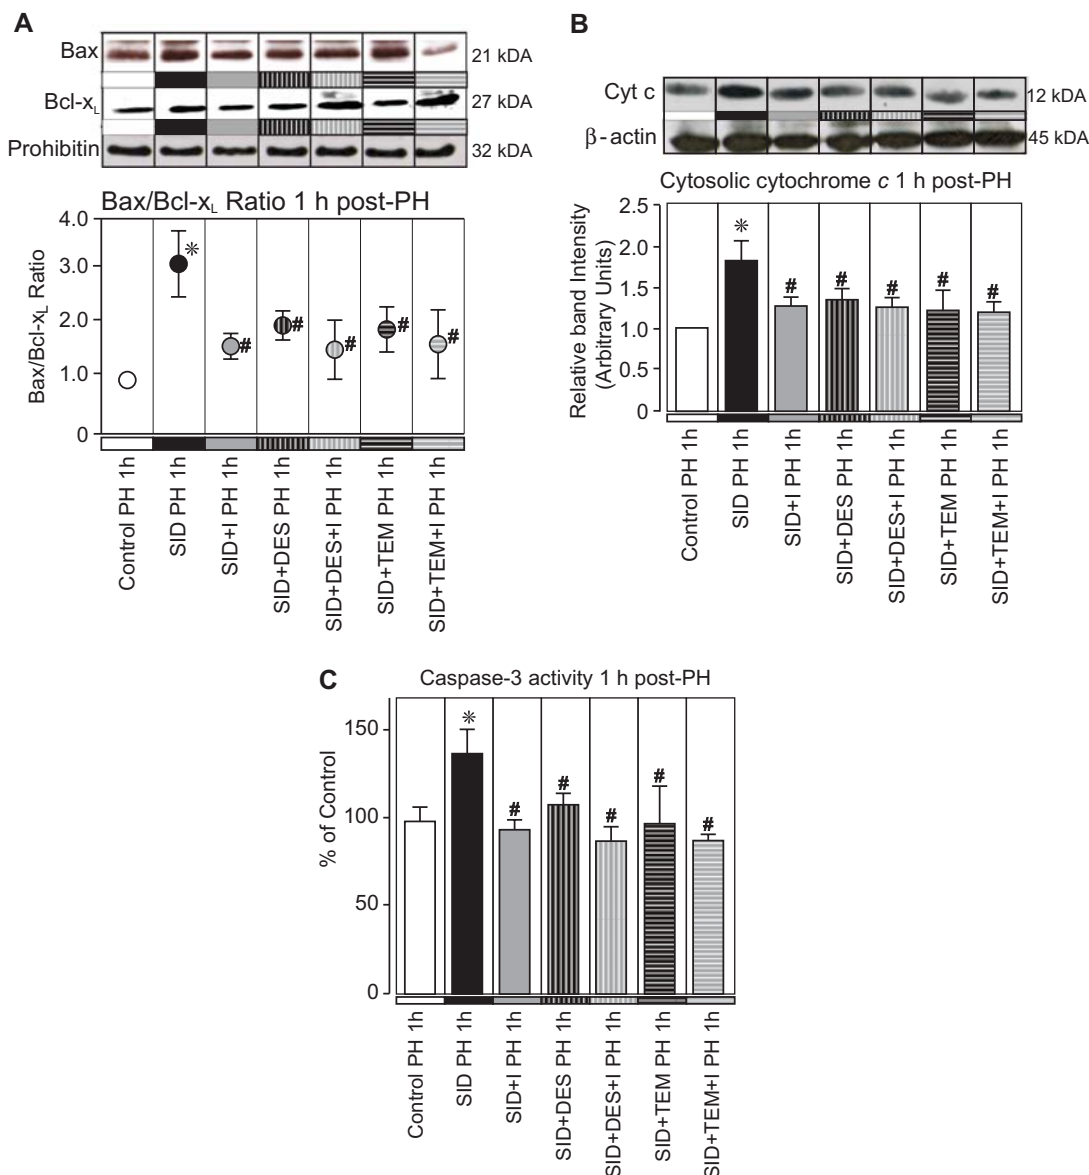 A
Bax
21 kDA
Bcl-xL
27 kDA
Prohibitin
32 kDA
Bax/Bcl-xL Ratio 1 h post-PH
Bax/Bcl-xL Ratio
4.0
3.0
2.0
1.0
0
*
#
#
#
#
#
Control PH 1h
SID PH 1h
SID+I PH 1h
SID+DES PH 1h
SID+DES+I PH 1h
SID+TEM PH 1h
SID+TEM+I PH 1h
B
Cyt c
12 kDA
β-actin
45 kDA
Cytosolic cytochrome c 1 h post-PH
Relative band Intensity
(Arbitrary Units)
2.5
2.0
1.5
1.0
0.5
0
*
#
#
#
#
#
Control PH 1h
SID PH 1h
SID+I PH 1h
SID+DES PH 1h
SID+DES+I PH 1h
SID+TEM PH 1h
SID+TEM+I PH 1h
C
Caspase-3 activity 1 h post-PH
% of Control
150
100
50
0
*
#
#
#
#
#
Control PH 1h
SID PH 1h
SID+I PH 1h
SID+DES PH 1h
SID+DES+I PH 1h
SID+TEM PH 1h
SID+TEM+I PH 1h